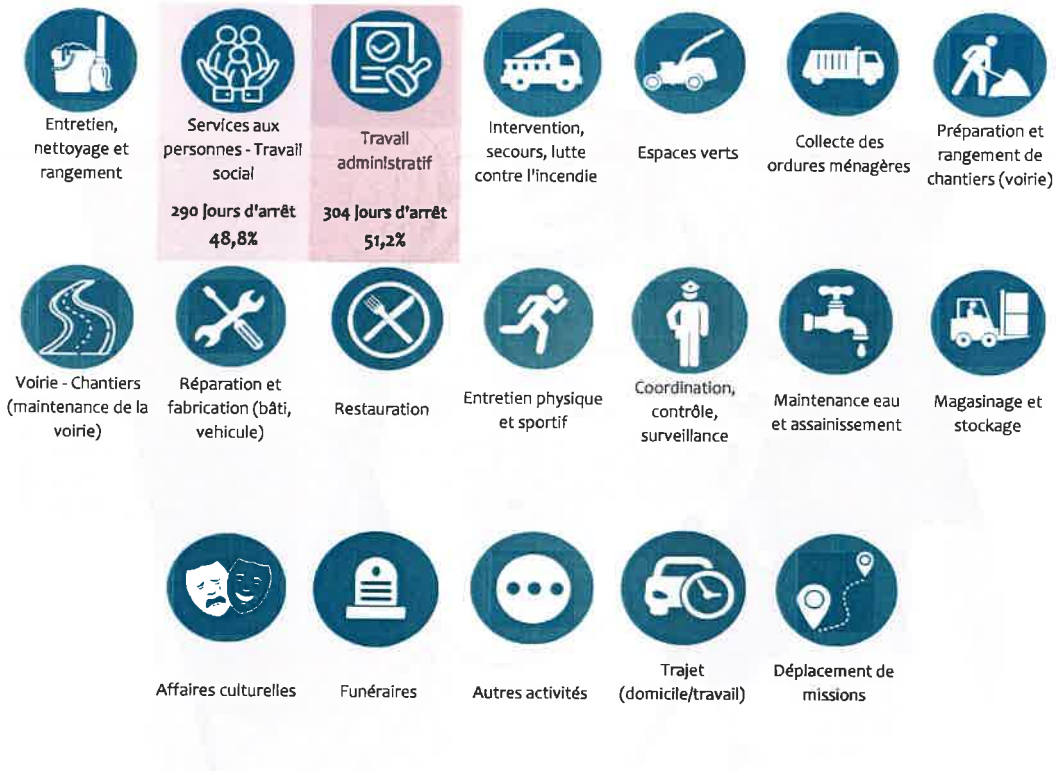 Entretien,
nettoyage et
rangement
Services aux
personnes - Travail
social
290 jours d'arrêt
48,8%
Travail
administratif
304 jours d'arrêt
51,2%
Intervention,
secours, lutte
contre l'incendie
Espaces verts
Collecte des
ordures ménagères
Préparation et
rangement de
chantiers (voirie)
Voirie - Chantiers
(maintenance de la
voirie)
Réparation et
fabrication (bâti,
vehicule)
Restauration
Entretien physique
et sportif
Coordination,
contrôle,
surveillance
Maintenance eau
et assainissement
Magasinage et
stockage
Affaires culturelles
Funéraires
Autres activités
Trajet
(domicile/travail)
Déplacement de
missions